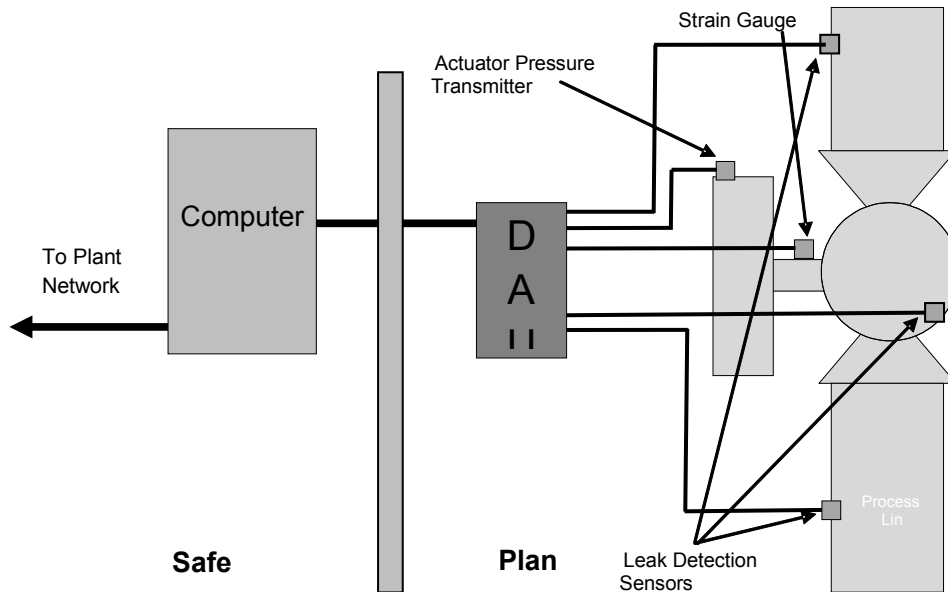 Strain Gauge
Actuator Pressure
Transmitter
Computer
D
A
To Plant
Network
Process
Lin
Safe
Plan
Leak Detection
Sensors